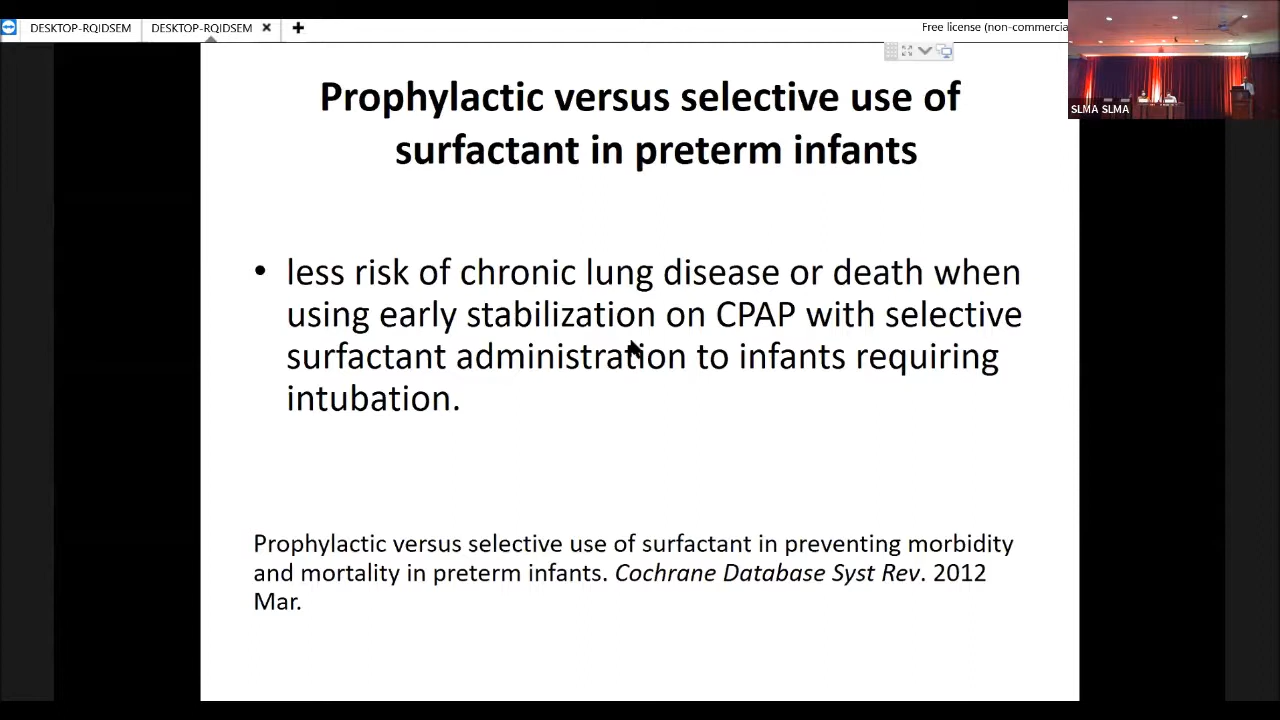 DESKTOP-RQIDSEM
DESKTOP-RQIDSEM
Free license (non-commercia
SLMA SLMA
Prophylactic versus selective use of
surfactant in preterm infants
• less risk of chronic lung disease or death when
using early stabilization on CPAP with selective
surfactant administration to infants requiring
intubation.
Prophylactic versus selective use of surfactant in preventing morbidity
and mortality in preterm infants. Cochrane Database Syst Rev. 2012
Mar.